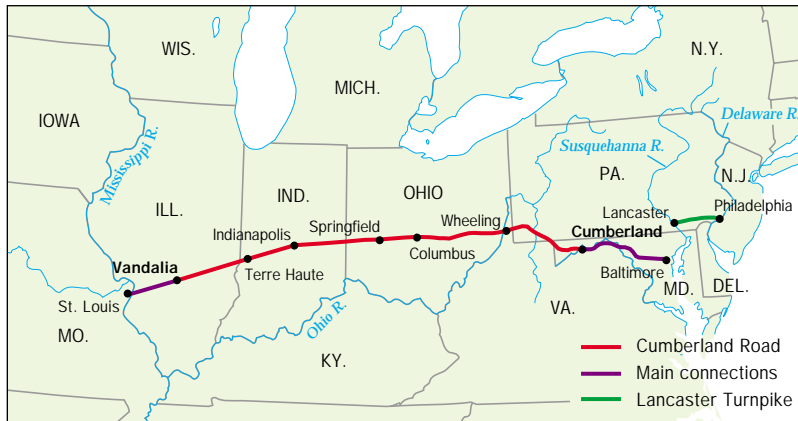 WIS.
N.Y.
MICH.
IOWA
Delaware R.
Mississippi R.
Susquehanna R.
PA.
N.J.
IND.
OHIO
ILL.
Lancaster
Philadelphia
Springfield
Wheeling
Indianapolis
Cumberland
Columbus
Vandalia
Terre Haute
Baltimore
MD.
DEL.
St. Louis
Ohio R.
VA.
MO.
KY.
Cumberland Road
Main connections
Lancaster Turnpike